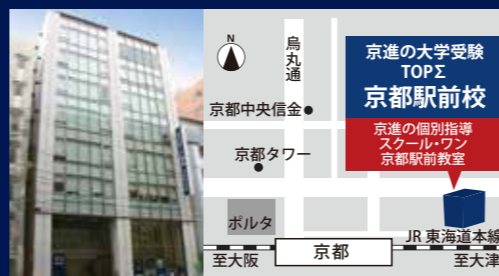 N
烏丸通
京都中央信金
京都タワー
ポルタ
京進の大学受験
TOPΣ
京都駅前校
京進の個別指導
スクール・ワン
京都駅前教室
JR 東海道本線
至大阪
京都
至大津